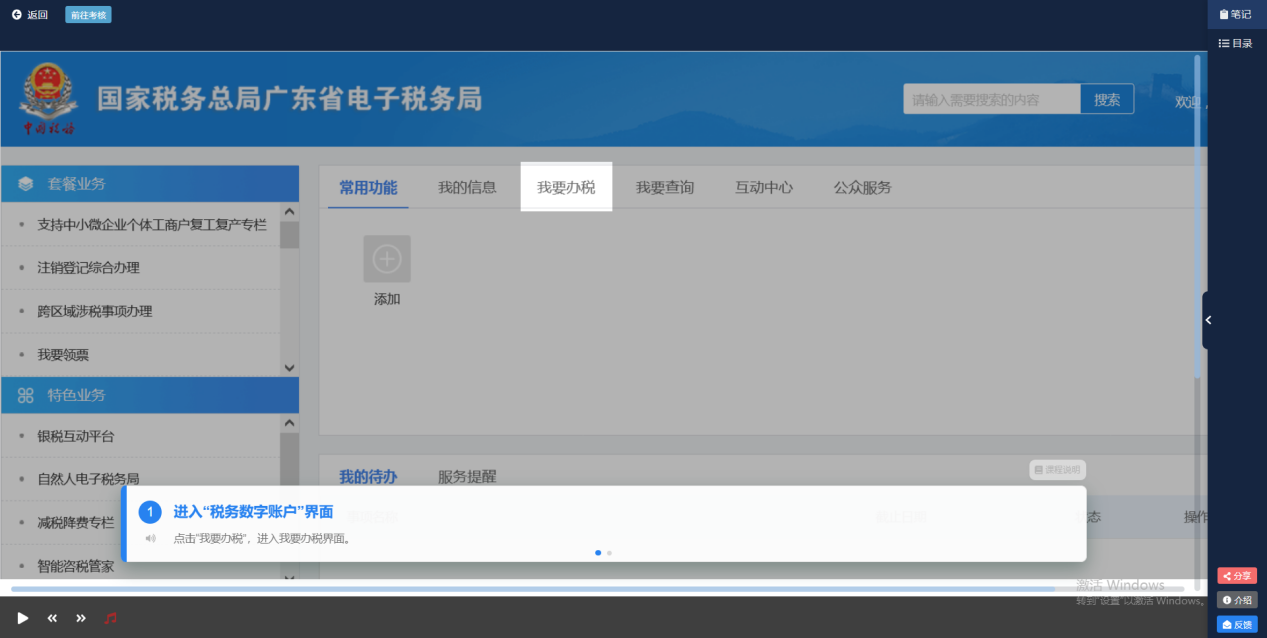 返回
前往考核
笔记
目录
国家税务总局广东省电子税务局
中国税务
请输入需要搜索的内容
搜索
欢迎
套餐业务
支持中小微企业个体工商户复工复产专栏
注销登记综合办理
跨区域涉税事项办理
我要领票
特色业务
银税互动平台
自然人电子税务局
减税降费专栏
智能咨税管家
常用功能
我的信息
我要办税
我要查询
互动中心
公众服务
添加
我的待办
服务提醒
课程说明
截止日期
态
操作
1
进入“税务数字账户”界面
点击“我要办税”，进入我要办税界面。
激活 Windows
转到“设置”以激活 Windows。
分享
介绍
反馈